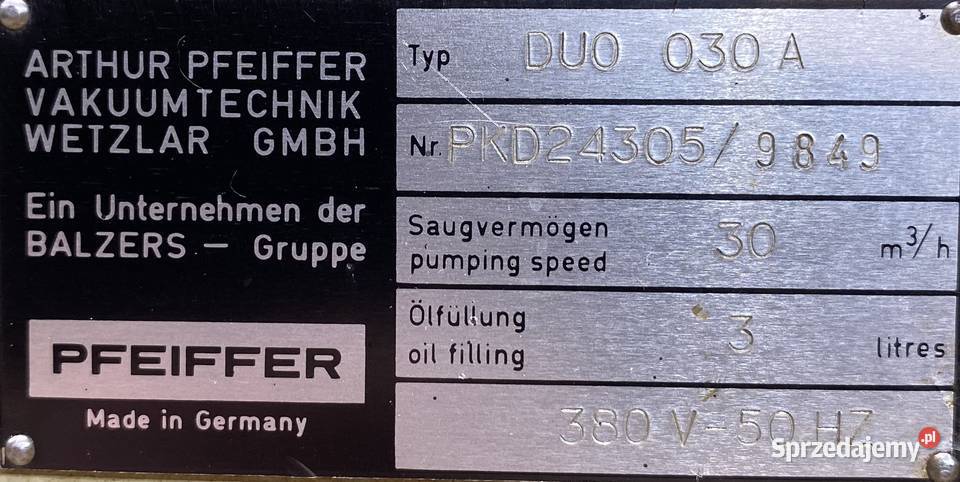 ARTHUR PFEIFFER
VAKUUMTECHNIK
WETZLAR GMBH
Ein Unternehmen der
BALZERS – Gruppe
PFEIFFER
Made in Germany
Typ DUO 030 A
Nr. PKD24305/9849
Saugvermögen
pumping speed 30 m³/h
Ölfüllung
oil filling 3 litres
380 V-50 HZ
Sprzedajemy.pl